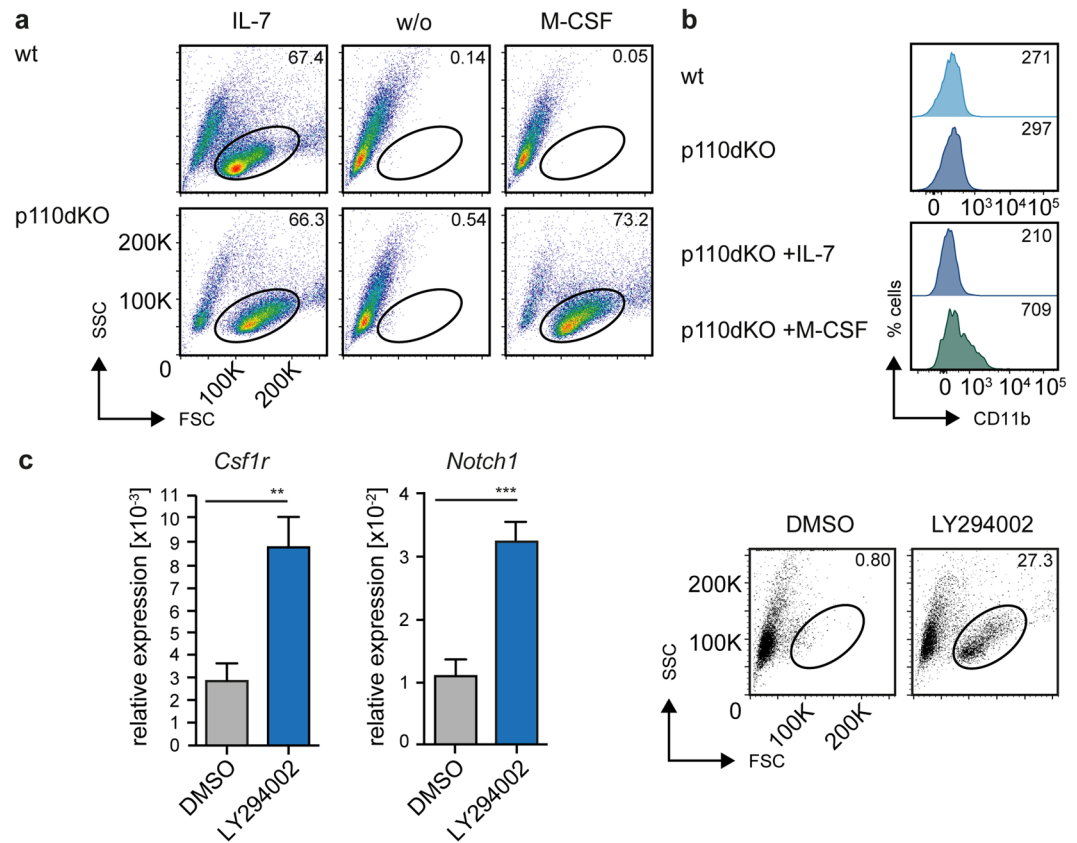 a
IL-7
w/o
M-CSF
wt
67.4
0.14
0.05
p110dKO
66.3
0.54
73.2
200K
100K
0
SSC
100K
200K
FSC
b
wt
271
p110dKO
297
0 10³ 10⁴ 10⁵
p110dKO +IL-7
210
p110dKO +M-CSF
709
% cells
0 10³ 10⁴ 10⁵
CD11b
c
Csf1r
relative expression [x10⁻³]
11
10
9
8
7
6
5
4
3
2
1
0
**
DMSO
LY294002
Notch1
relative expression [x10⁻²]
4
3
2
1
0
***
DMSO
LY294002
DMSO
LY294002
0.80
27.3
200K
100K
0
SSC
100K
200K
FSC